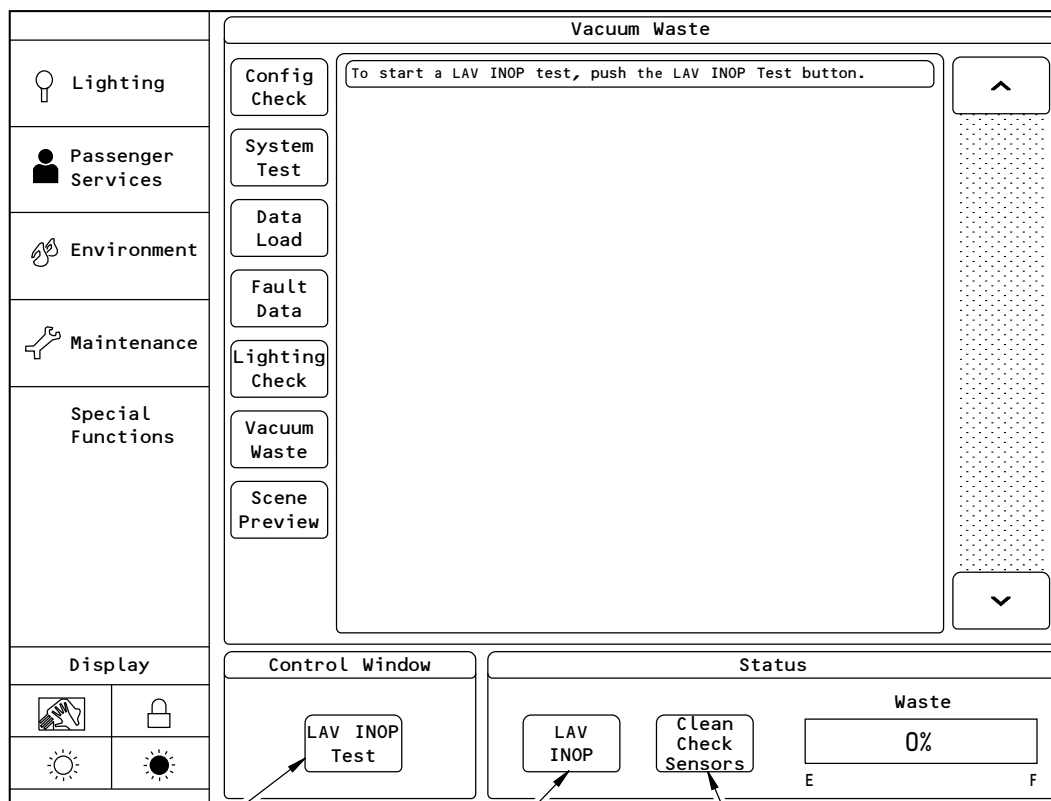 Vacuum Waste
Lighting
Passenger
Services
Environment
Maintenance
Special
Functions
Display
Config
Check
System
Test
Data
Load
Fault
Data
Lighting
Check
Vacuum
Waste
Scene
Preview
To start a LAV INOP test, push the LAV INOP Test button.
Control Window
LAV INOP
Test
Status
LAV
INOP
Clean
Check
Sensors
Waste
0%
E F